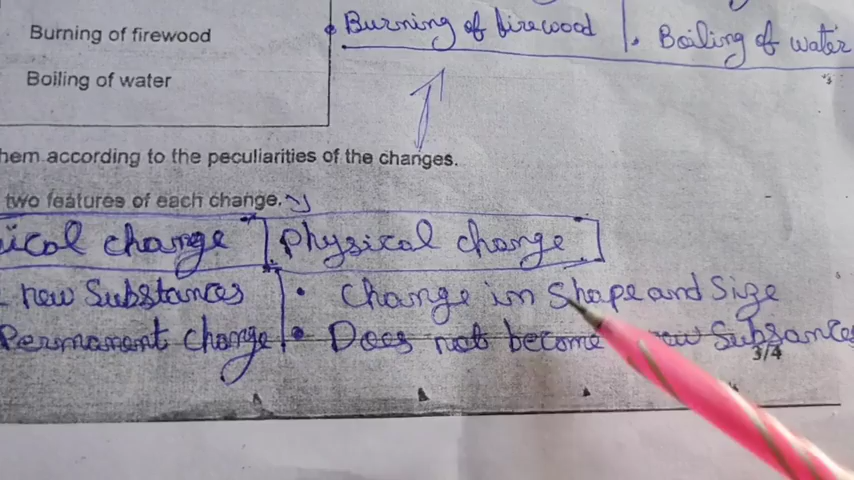 Burning of firewood
Boiling of water
Burning of firewood
Boiling of water
hem according to the peculiarities of the changes.
two features of each change.
ical change
Physical change
new Substances
Change in Shape and Size
Permanent change
Does not become new Subsances
3/4